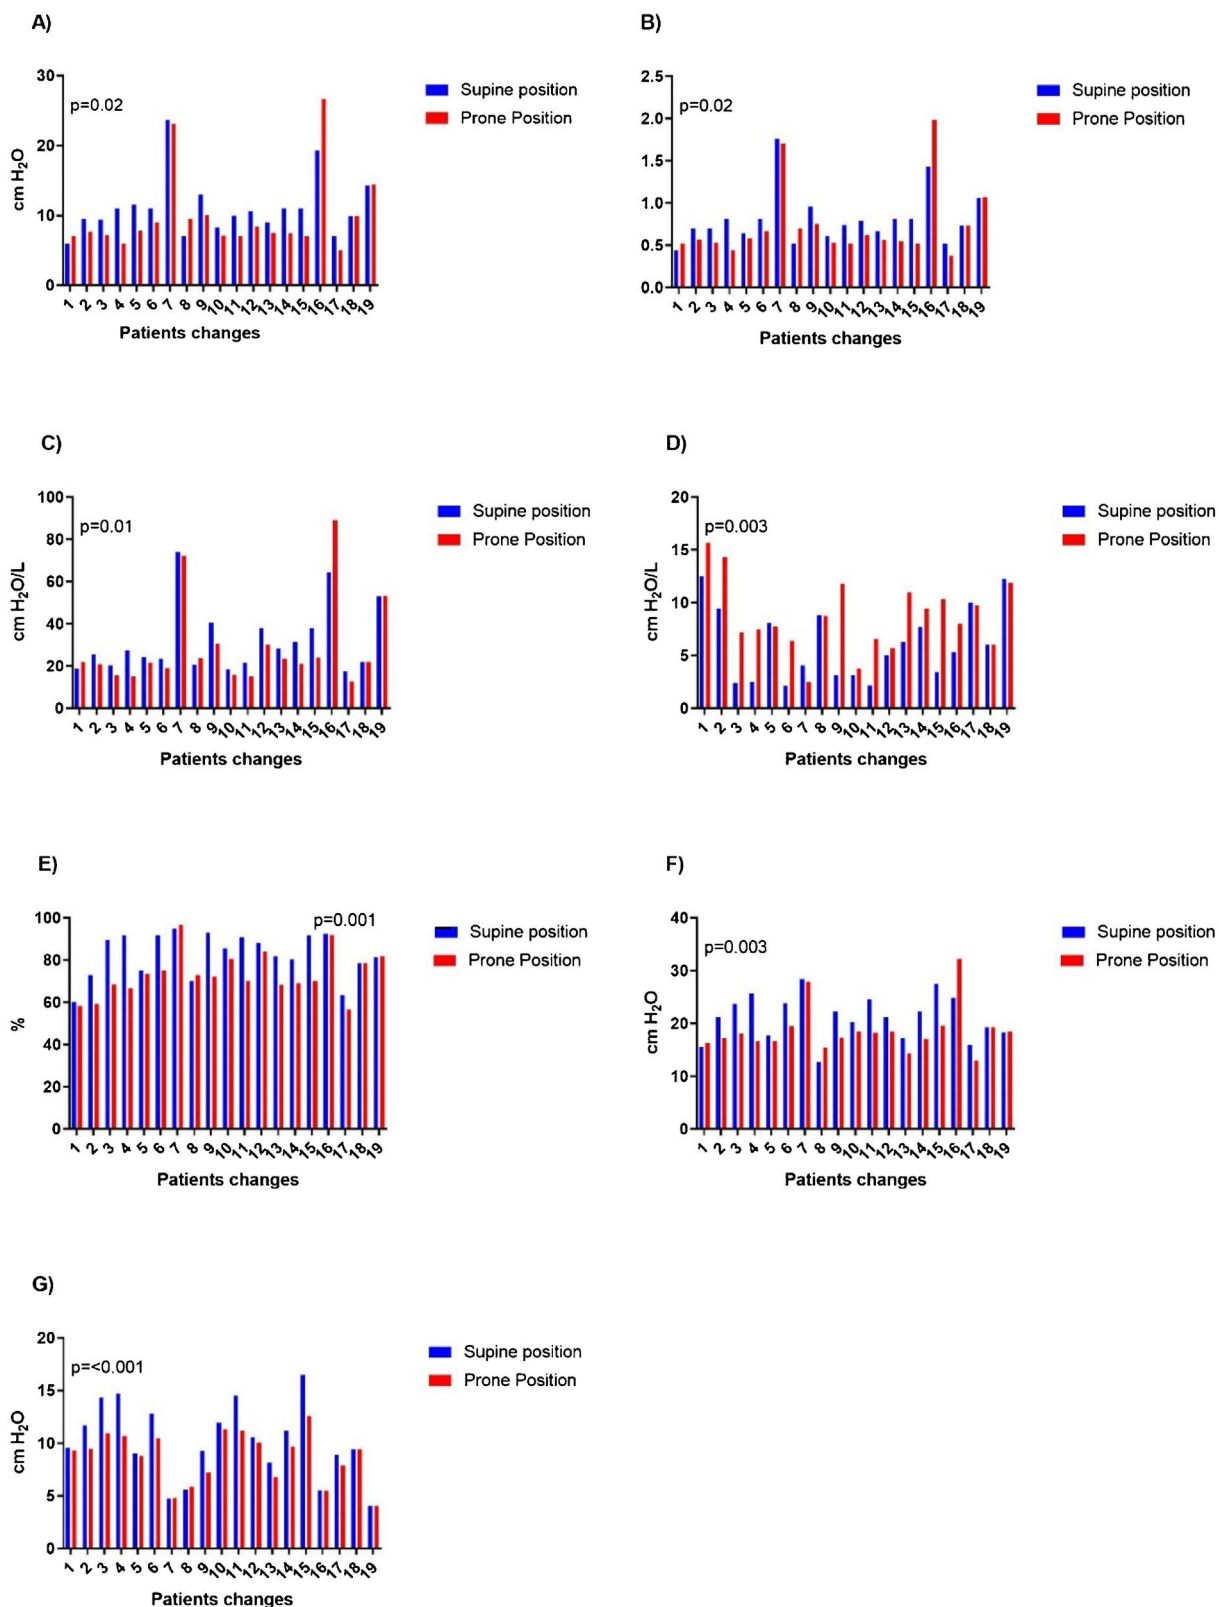 A)
30
20
10
0
cm H₂O
p=0.02
Supine position
Prone Position
1 2 3 4 5 6 7 8 9 10 11 12 13 14 15 16 17 18 19
Patients changes
B)
2.5
2.0
1.5
1.0
0.5
0.0
p=0.02
Supine position
Prone Position
1 2 3 4 5 6 7 8 9 10 11 12 13 14 15 16 17 18 19
Patients changes
C)
100
80
60
40
20
0
cm H₂O/L
p=0.01
Supine position
Prone Position
1 2 3 4 5 6 7 8 9 10 11 12 13 14 15 16 17 18 19
Patients changes
D)
20
15
10
5
0
cm H₂O/L
p=0.003
Supine position
Prone Position
1 2 3 4 5 6 7 8 9 10 11 12 13 14 15 16 17 18 19
Patients changes
E)
100
80
60
40
20
0
%
p=0.001
Supine position
Prone Position
1 2 3 4 5 6 7 8 9 10 11 12 13 14 15 16 17 18 19
Patients changes
F)
40
30
20
10
0
cm H₂O
p=0.003
Supine position
Prone Position
1 2 3 4 5 6 7 8 9 10 11 12 13 14 15 16 17 18 19
Patients changes
G)
20
15
10
5
0
cm H₂O
p=<0.001
Supine position
Prone Position
1 2 3 4 5 6 7 8 9 10 11 12 13 14 15 16 17 18 19
Patients changes